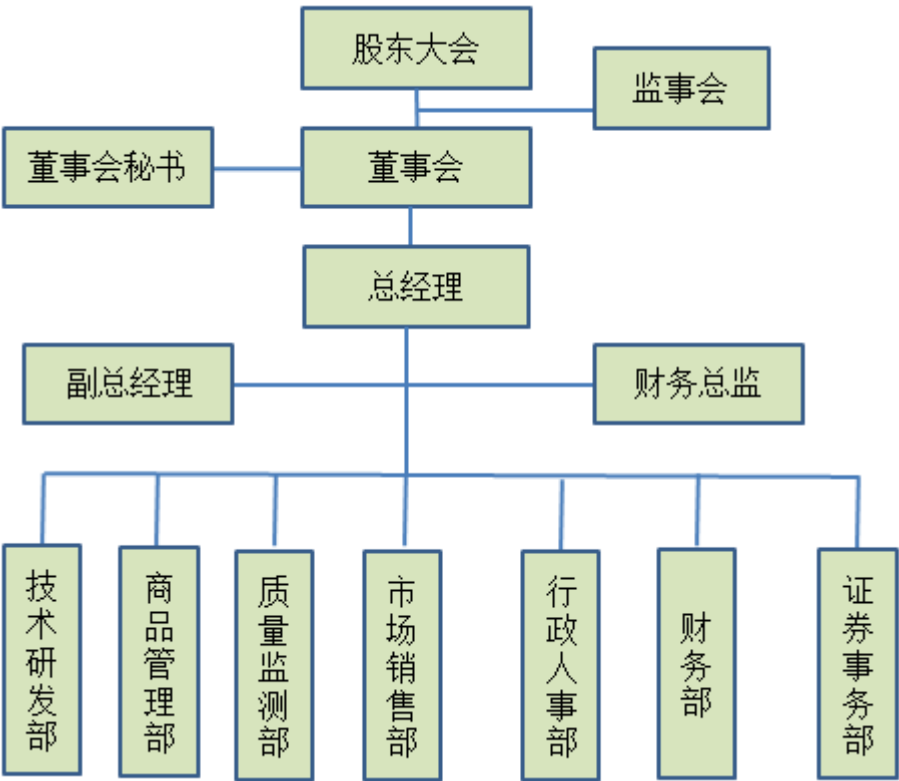 股东大会
监事会
董事会秘书
董事会
总经理
副总经理
财务总监
技术研发部
商品管理部
质量监测部
市场销售部
行政人事部
财务部
证券事务部